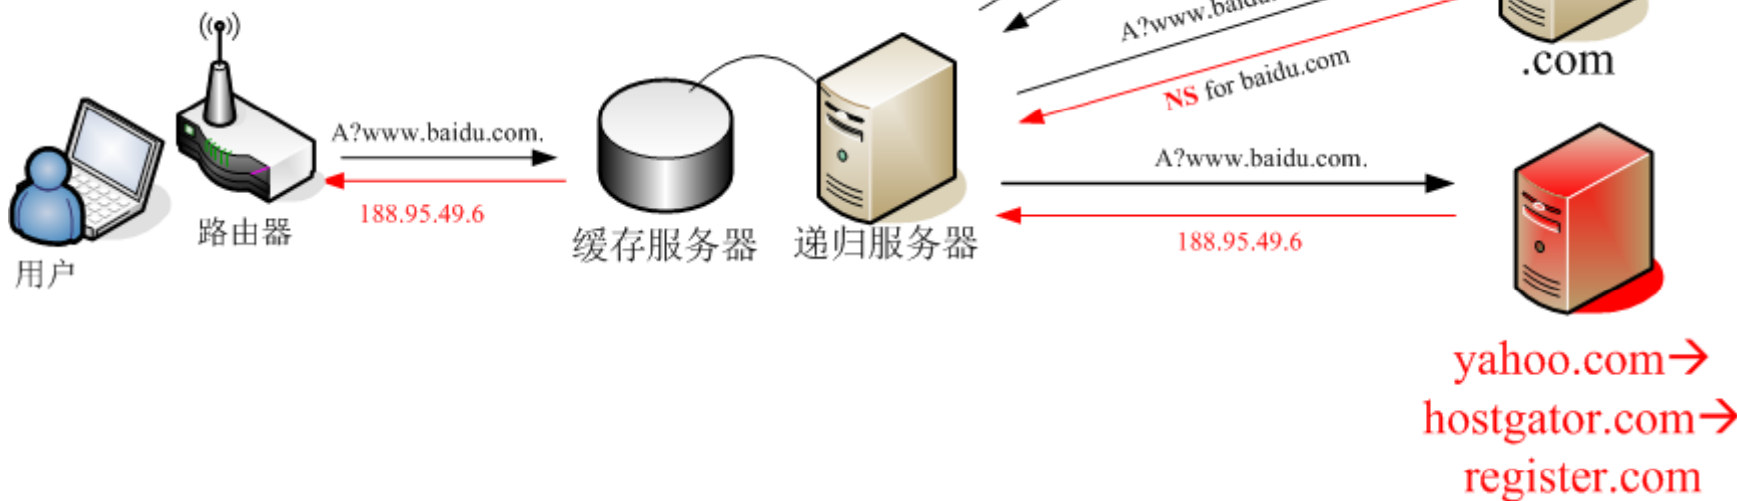 A?www.baidu.
.com
NS for baidu.com
A?www.baidu.com.
188.95.49.6
路由器
用户
缓存服务器
递归服务器
A?www.baidu.com.
188.95.49.6
yahoo.com→
hostgator.com→
register.com